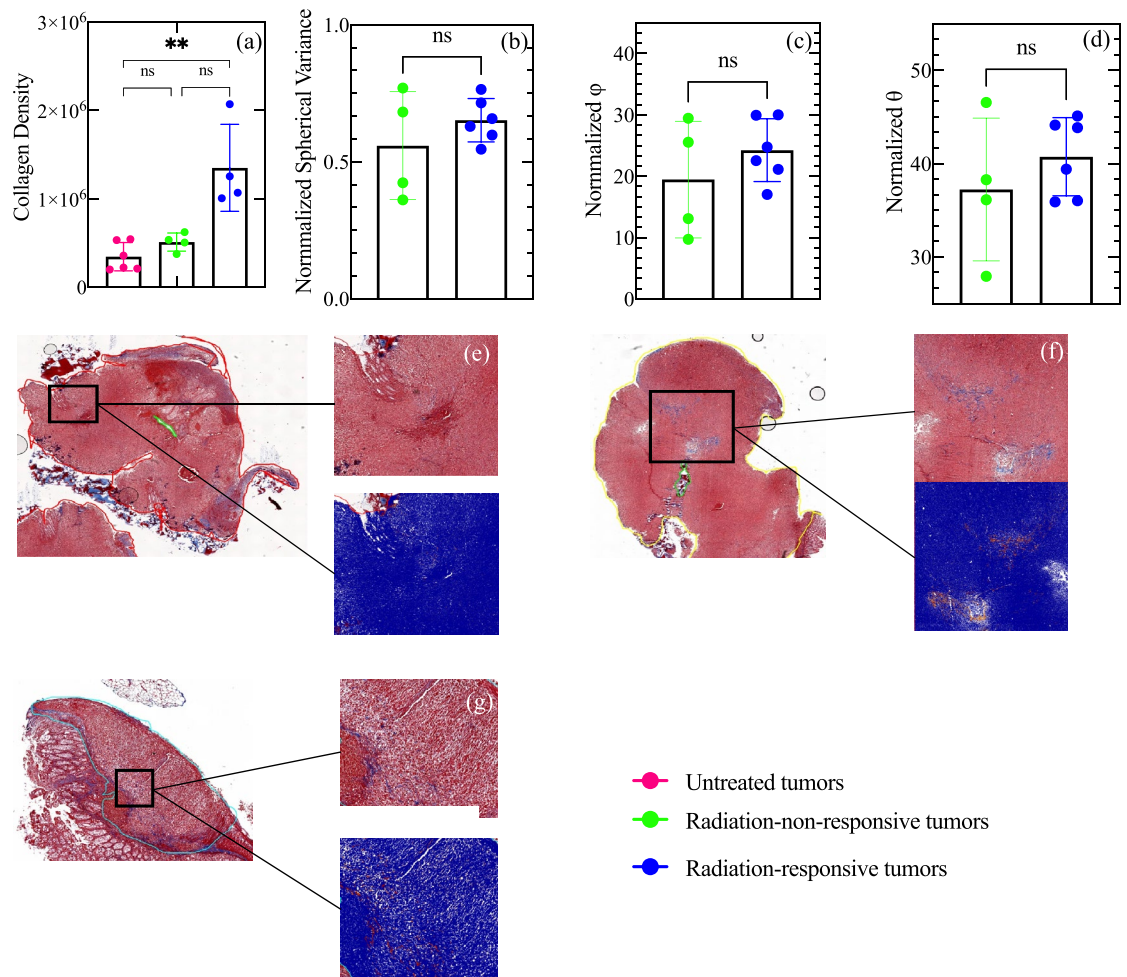 (a)
3×10⁶
2×10⁶
1×10⁶
0
Collagen Density
**
ns
ns
(b)
1.0
0.5
0.0
Nornmalized Spherical Variance
ns
(c)
40
30
20
10
0
Nornmalized φ
ns
(d)
50
40
30
Normalized θ
ns
(e)
(f)
(g)
Untreated tumors
Radiation-non-responsive tumors
Radiation-responsive tumors